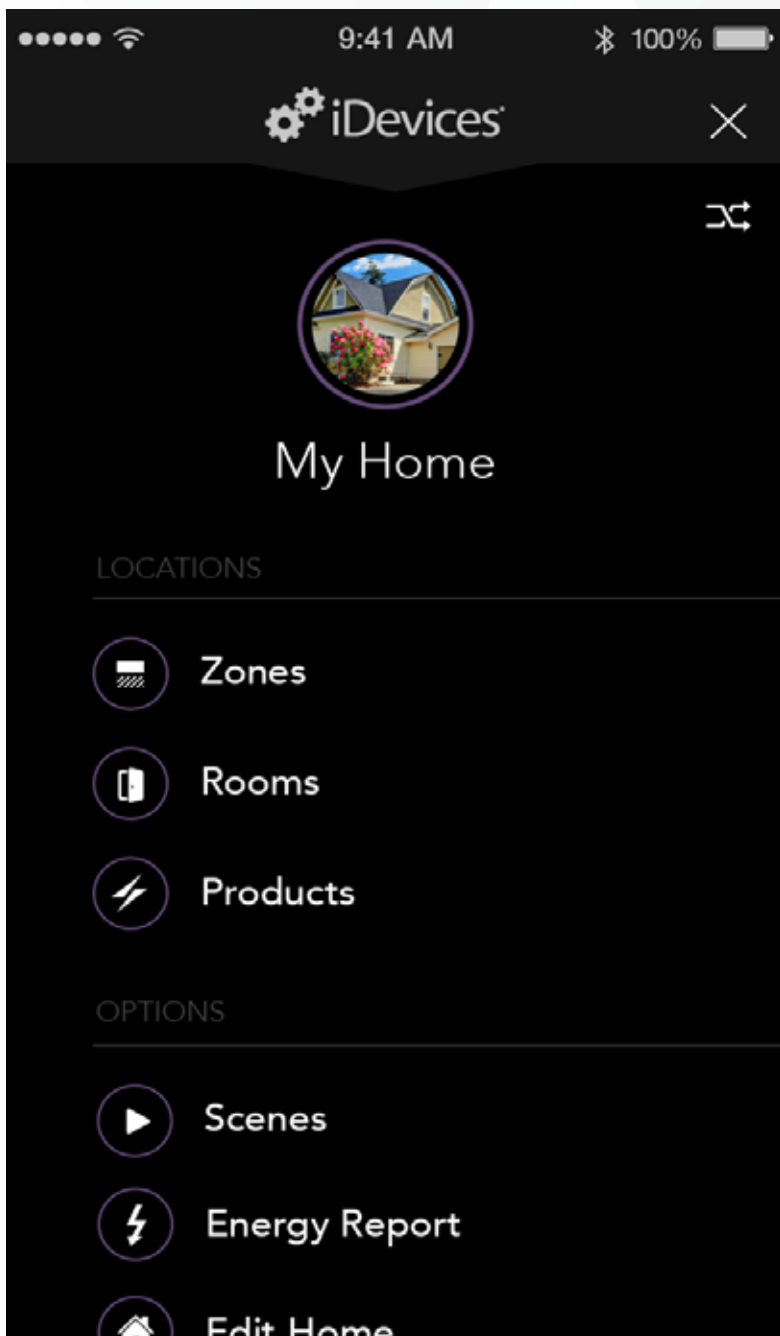 9:41 AM 100%
iDevices
My Home
LOCATIONS
Zones
Rooms
Products
OPTIONS
Scenes
Energy Report
Edit Home